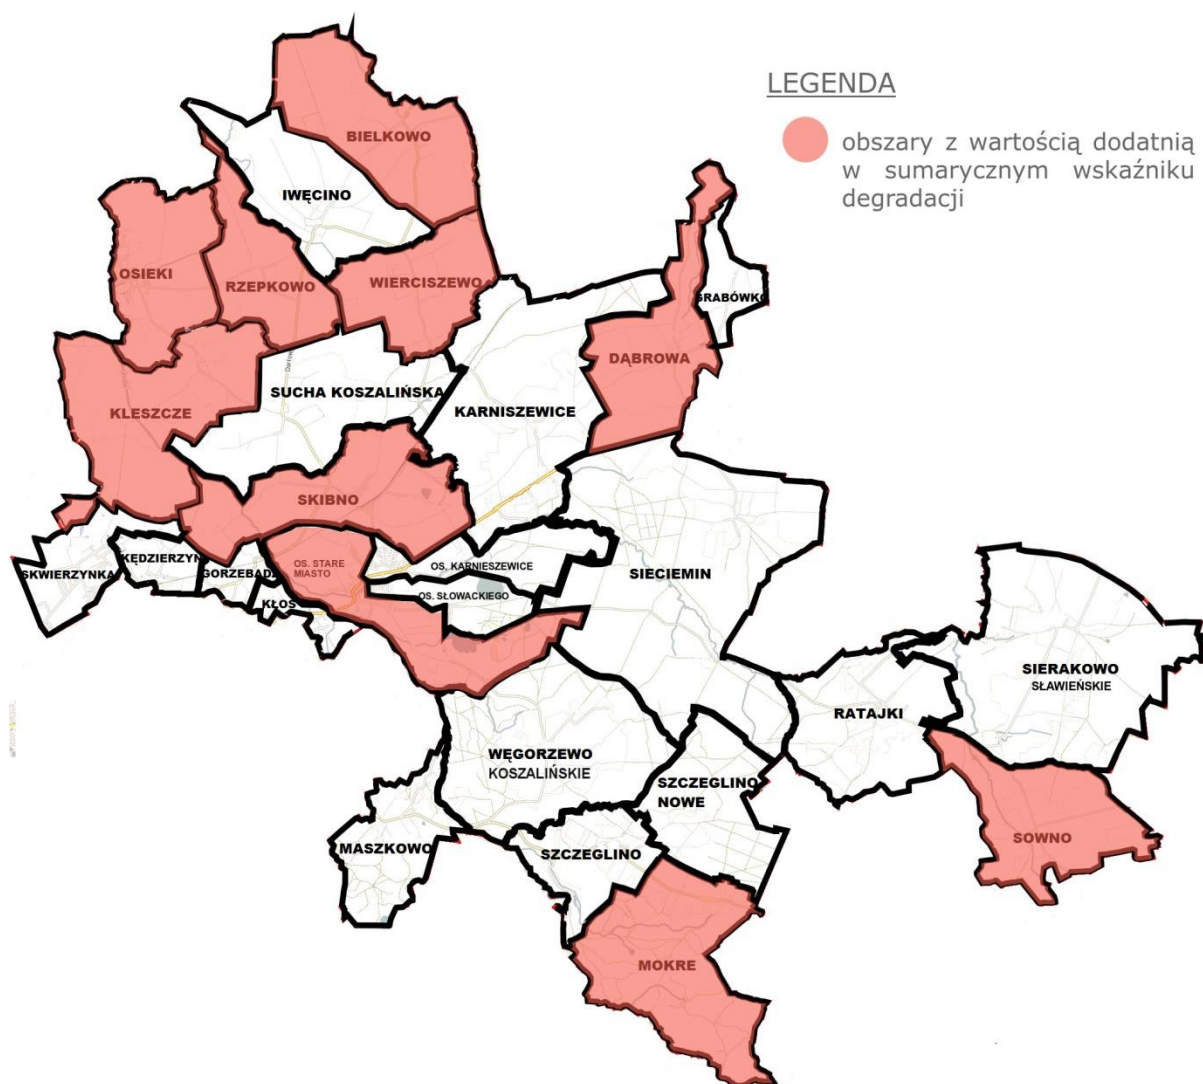 LEGENDA
obszary z wartością dodatnią
w sumarycznym wskaźniku
degradacji
BIELKOWO
IWĘCINO
OSIEKI
RZEPKOWO
WIERCISZEWO
GRABÓWKO
DĄBROWA
SUCHA KOSZALIŃSKA
KLESZCZE
KARNISZEWICE
SKIBNO
SKWIERZYNKA
KĘDZIERZYN
GORZEBĄDZ
OS. STARE
MIASTO
OS. KARNIESZEWICE
OS. SŁOWACKIEGO
KŁOS
SIECIEMIN
SIERAKOWO
SŁAWIEŃSKIE
RATAJKI
WĘGORZEWO
KOSZALIŃSKIE
SZCZEGLINO
NOWE
MASZKOWO
SZCZEGLINO
SOWNO
MOKRE